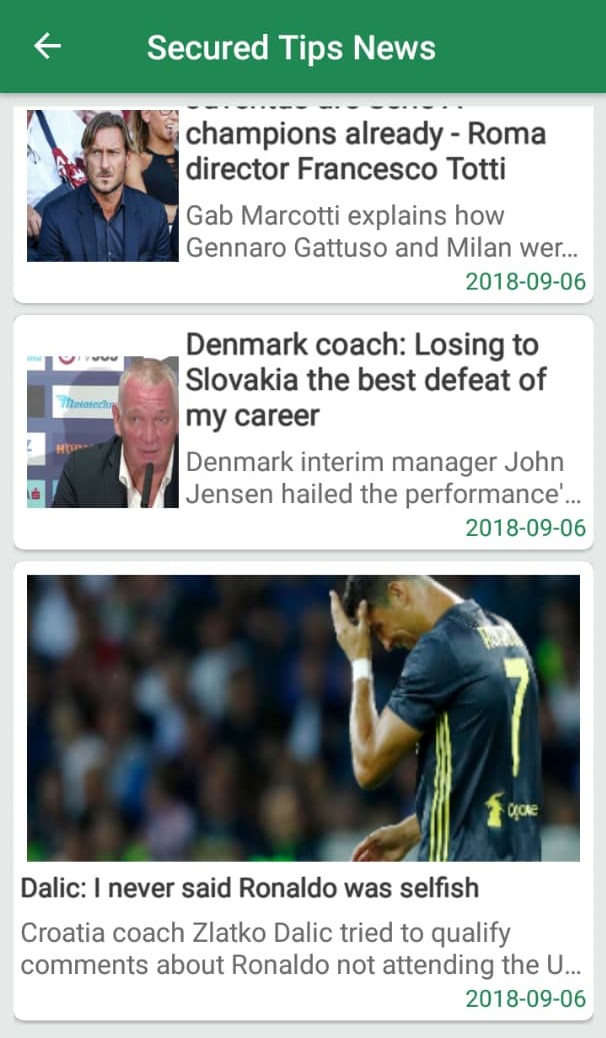 Secured Tips News
champions already - Roma
director Francesco Totti
Gab Marcotti explains how
Gennaro Gattuso and Milan wer...
2018-09-06
Denmark coach: Losing to
Slovakia the best defeat of
my career
Denmark interim manager John
Jensen hailed the performance'...
2018-09-06
7
Dalic: I never said Ronaldo was selfish
Croatia coach Zlatko Dalic tried to qualify
comments about Ronaldo not attending the U...
2018-09-06